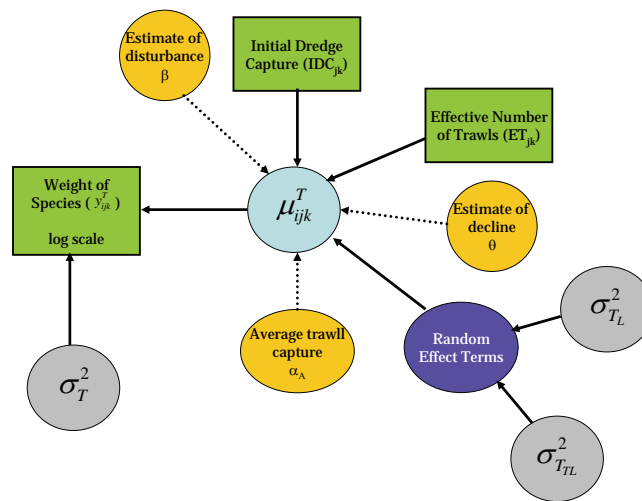 Estimate of
disturbance
β
Initial Dredge
Capture (IDC_jk)
Effective Number
of Trawls (ET_jk)
Weight of
Species ( y^T_ijk )
log scale
μ^T_ijk
Estimate of
decline
θ
Average trawll
capture
α_A
Random
Effect Terms
σ^2_T_L
σ^2_T
σ^2_T_TL